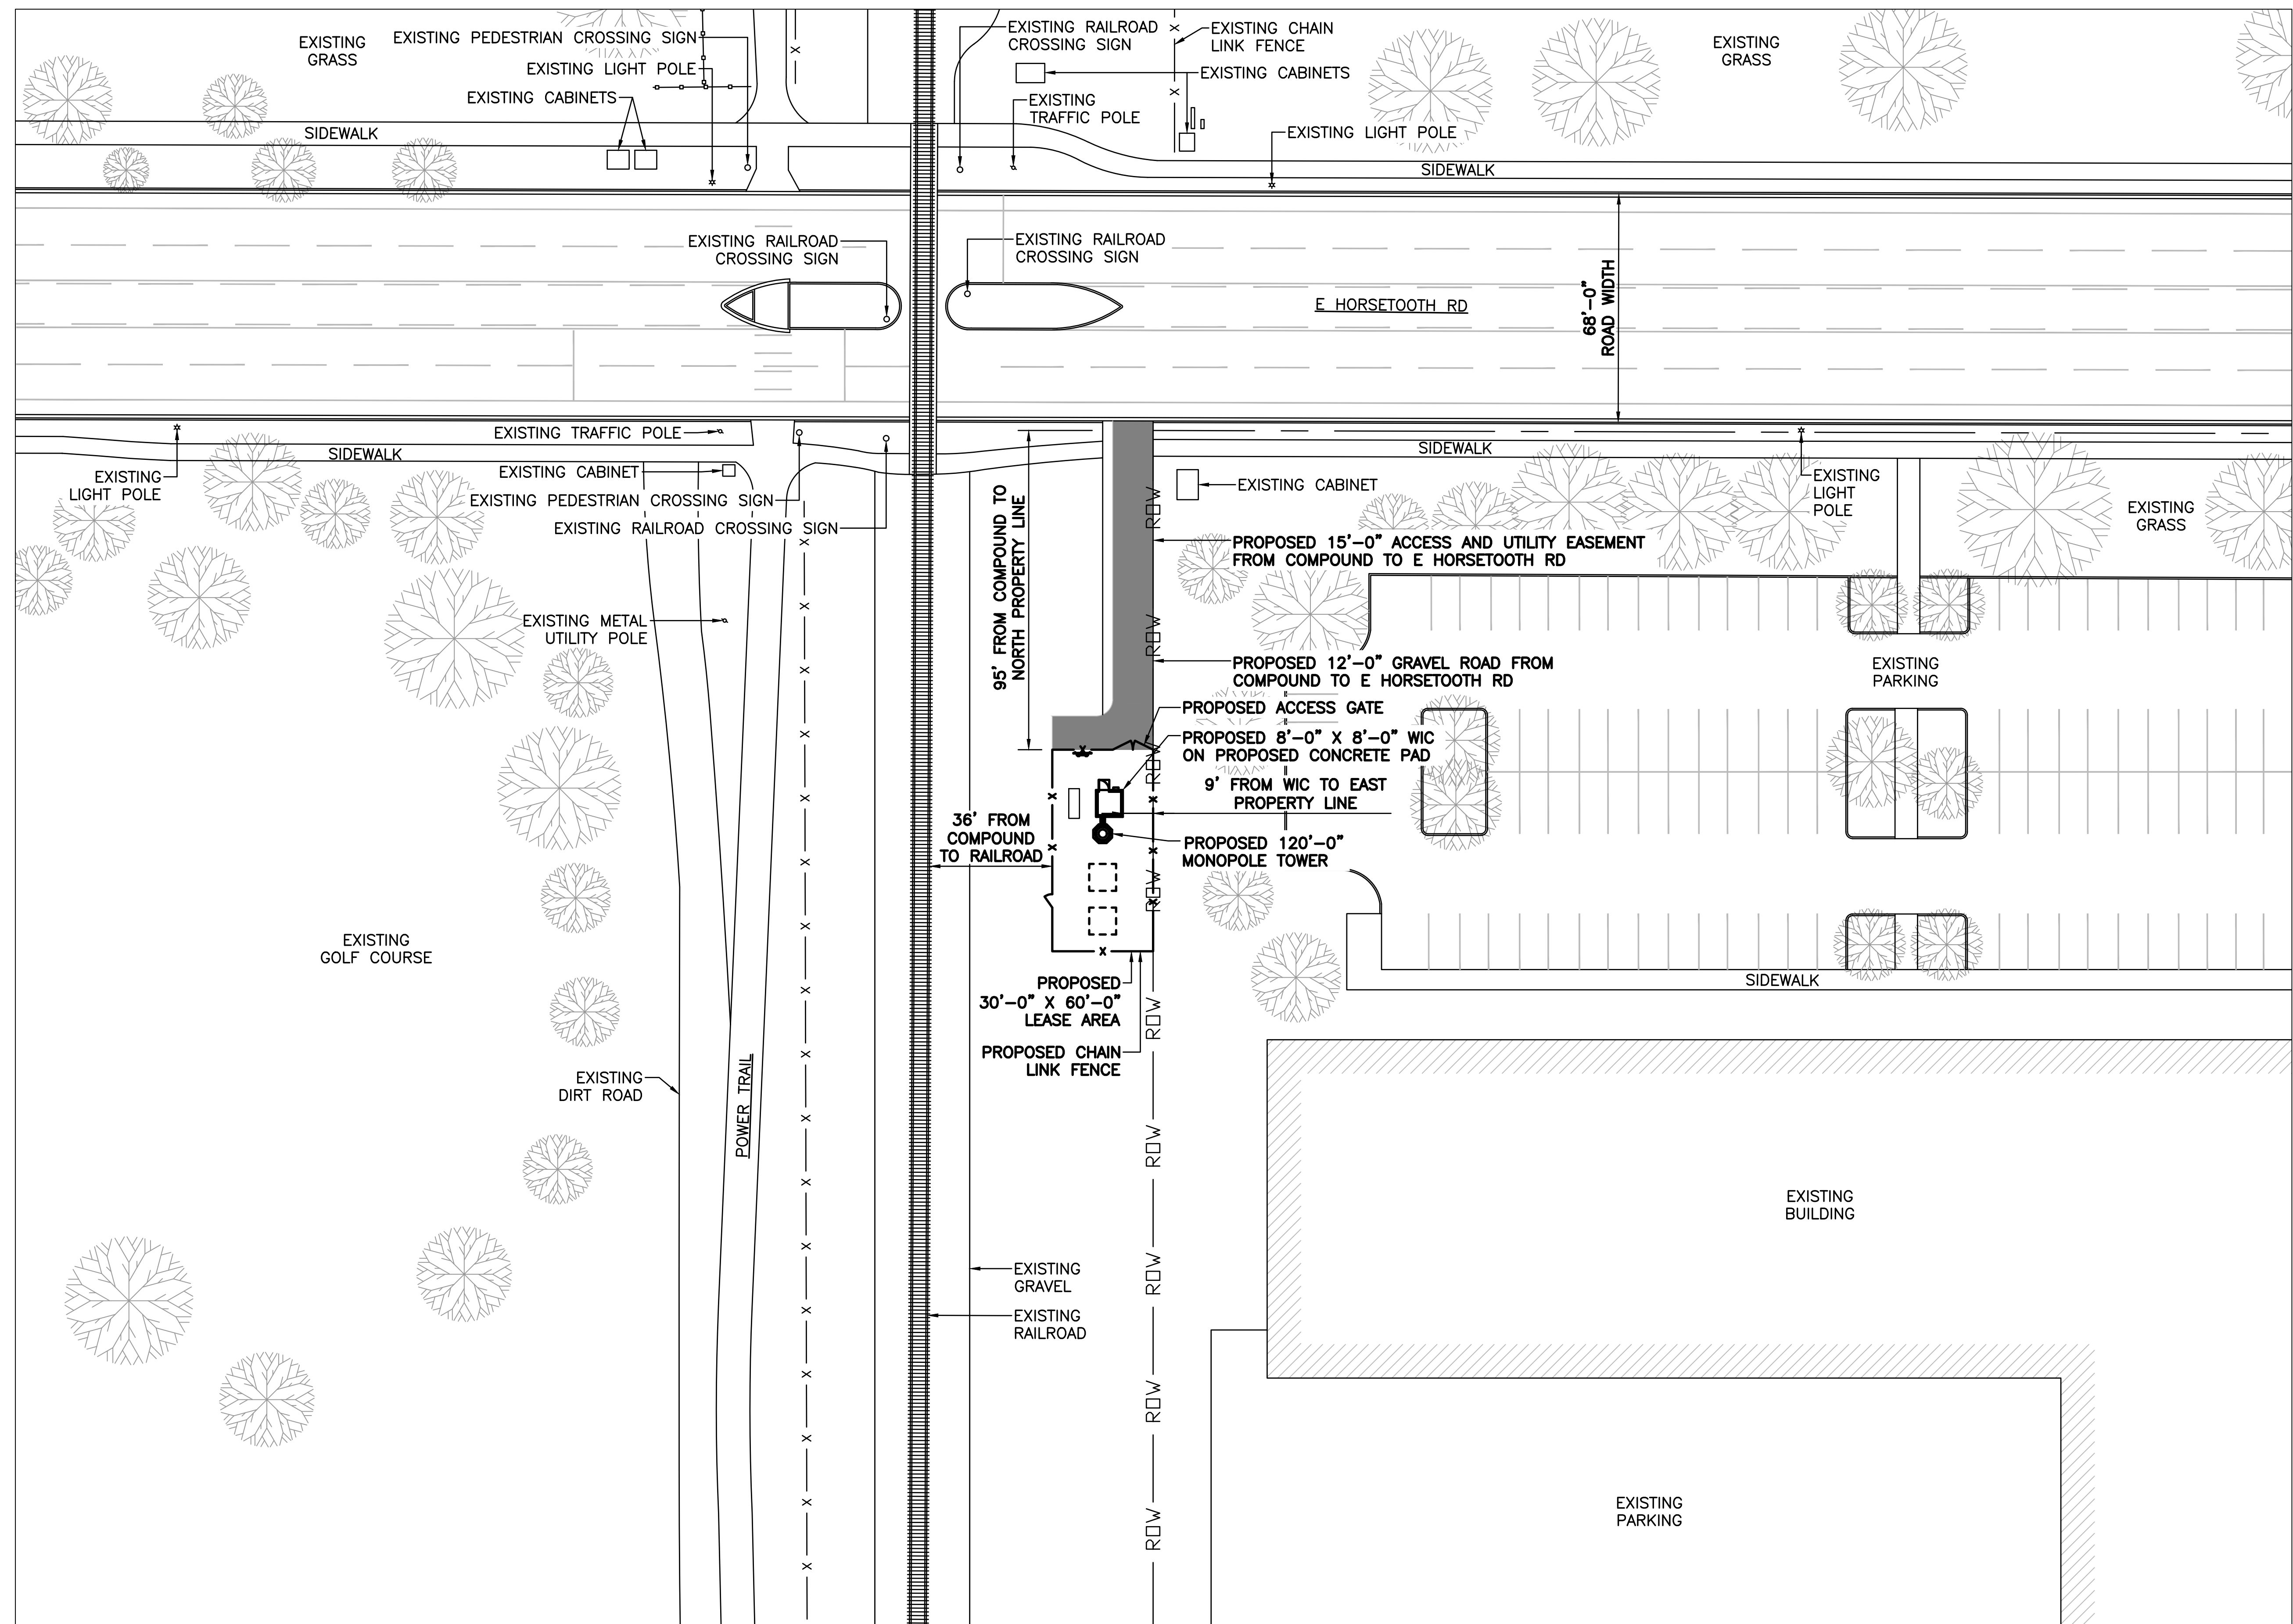 EXISTING
GRASS
EXISTING PEDESTRIAN CROSSING SIGN
EXISTING LIGHT POLE
EXISTING CABINETS
SIDEWALK
X
EXISTING RAILROAD
CROSSING SIGN
X
X
EXISTING CHAIN
LINK FENCE
EXISTING CABINETS
EXISTING
TRAFFIC POLE
EXISTING LIGHT POLE
EXISTING
GRASS
SIDEWALK
EXISTING RAILROAD
CROSSING SIGN
EXISTING RAILROAD
CROSSING SIGN
E HORSETOOTH RD
68'-0"
ROAD WIDTH
EXISTING TRAFFIC POLE
SIDEWALK
EXISTING
LIGHT POLE
EXISTING CABINET
EXISTING PEDESTRIAN CROSSING SIGN
EXISTING RAILROAD CROSSING SIGN
SIDEWALK
EXISTING CABINET
EXISTING
LIGHT
POLE
EXISTING
GRASS
95' FROM COMPOUND TO
NORTH PROPERTY LINE
ROW
PROPOSED 15'-0" ACCESS AND UTILITY EASEMENT
FROM COMPOUND TO E HORSETOOTH RD
X
X
EXISTING METAL
UTILITY POLE
ROW
PROPOSED 12'-0" GRAVEL ROAD FROM
COMPOUND TO E HORSETOOTH RD
EXISTING
PARKING
X
PROPOSED ACCESS GATE
X
PROPOSED 8'-0" X 8'-0" WIC
ON PROPOSED CONCRETE PAD
X
ROW
9' FROM WIC TO EAST
PROPERTY LINE
X
X
X
36' FROM
COMPOUND
TO RAILROAD
PROPOSED 120'-0"
MONOPOLE TOWER
X
X
X
ROW
X
X
EXISTING
GOLF COURSE
X
X
PROPOSED
30'-0" X 60'-0"
LEASE AREA
SIDEWALK
X
ROW
PROPOSED CHAIN
LINK FENCE
X
EXISTING
DIRT ROAD
POWER TRAIL
X
ROW
X
EXISTING
BUILDING
X
ROW
EXISTING
GRAVEL
X
EXISTING
RAILROAD
X
ROW
X
X
EXISTING
PARKING
ROW
X